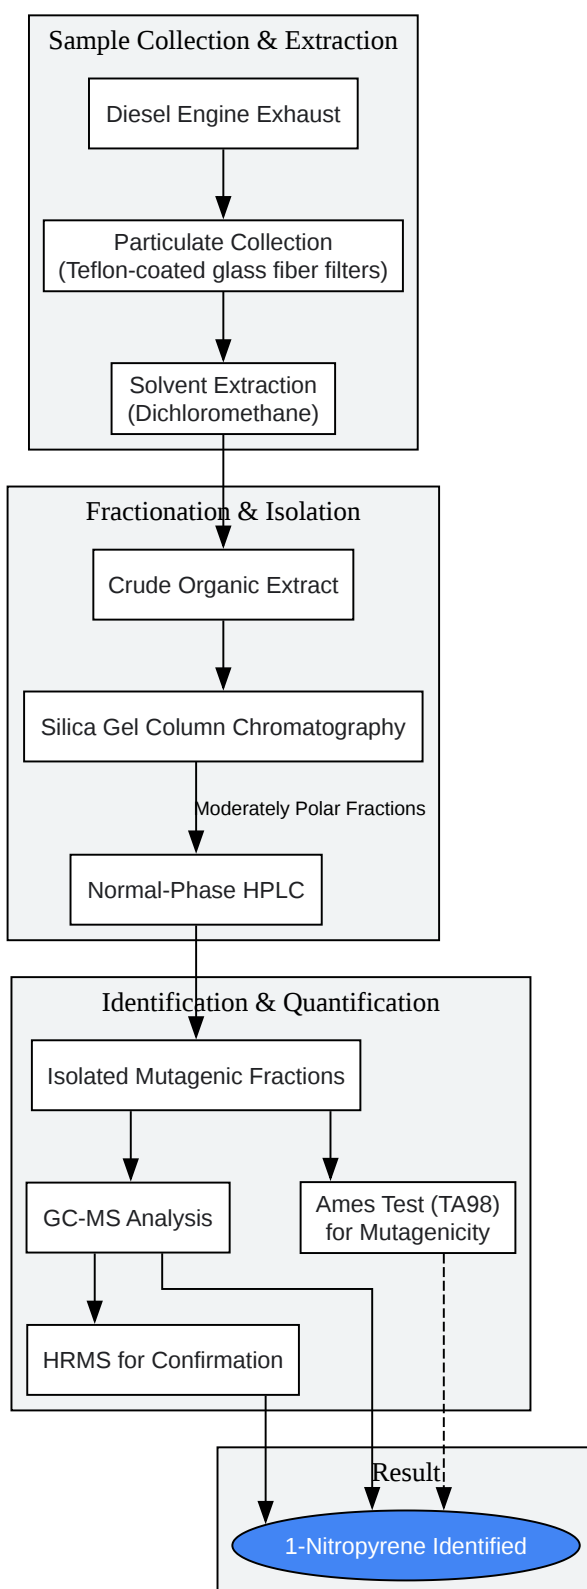 Sample Collection & Extraction
Diesel Engine Exhaust
Particulate Collection
(Teflon-coated glass fiber filters)
Solvent Extraction
(Dichloromethane)
Fractionation & Isolation
Crude Organic Extract
Silica Gel Column Chromatography
Moderately Polar Fractions
Normal-Phase HPLC
Identification & Quantification
Isolated Mutagenic Fractions
GC-MS Analysis
Ames Test (TA98)
for Mutagenicity
HRMS for Confirmation
Result
1-Nitropyrene Identified